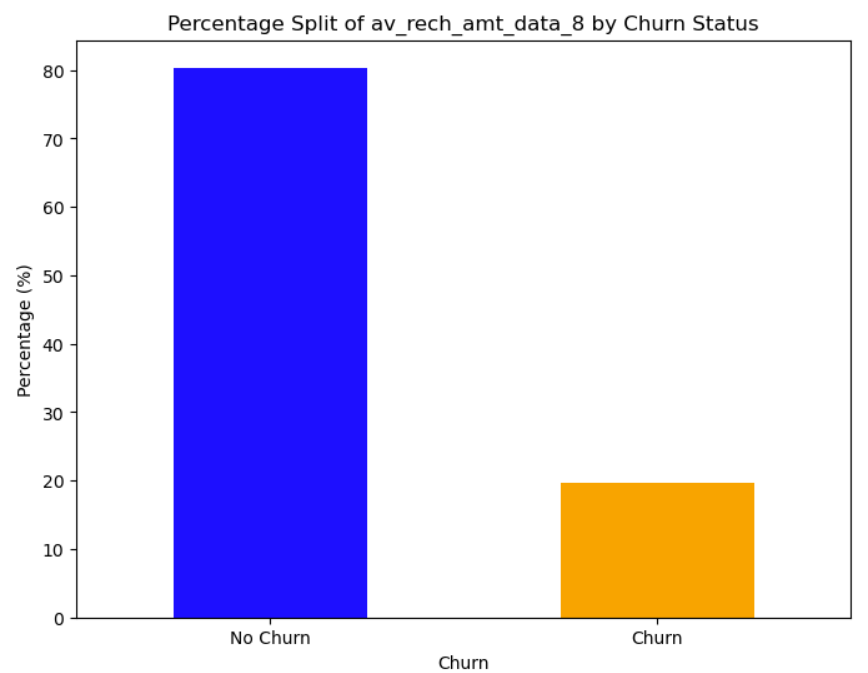 Percentage Split of av_rech_amt_data_8 by Churn Status
Percentage (%)
80
70
60
50
40
30
20
10
0
No Churn
Churn
Churn